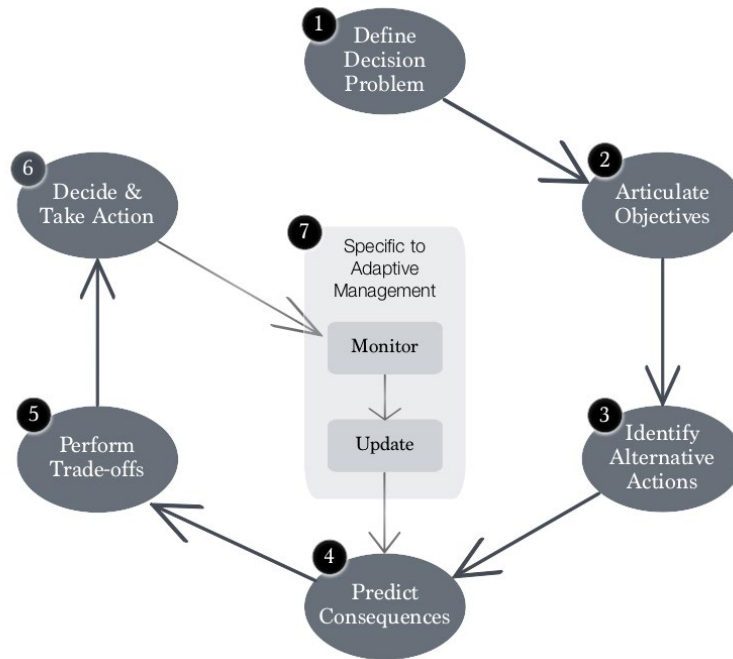 1
Define
Decision
Problem
2
Articulate
Objectives
3
Identify
Alternative
Actions
4
Predict
Consequences
5
Perform
Trade-offs
6
Decide &
Take Action
7
Specific to
Adaptive
Management
Monitor
Update